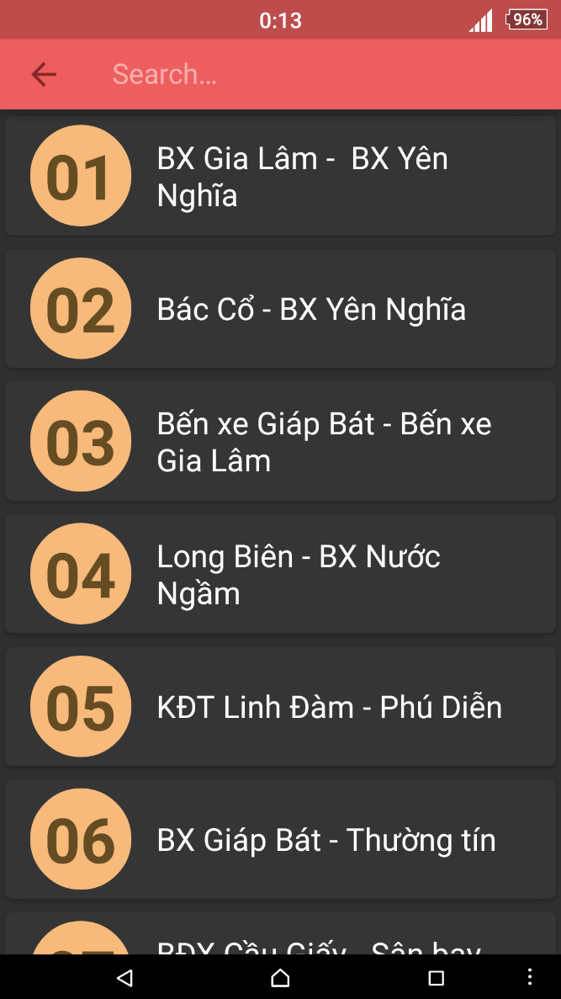 0:13
96%
Search...
01
BX Gia Lâm -  BX Yên
Nghĩa
02
Bác Cổ - BX Yên Nghĩa
03
Bến xe Giáp Bát - Bến xe
Gia Lâm
04
Long Biên - BX Nước
Ngầm
05
KĐT Linh Đàm - Phú Diễn
06
BX Giáp Bát - Thường tín
BĐX Cầu Giấy - Sân bay